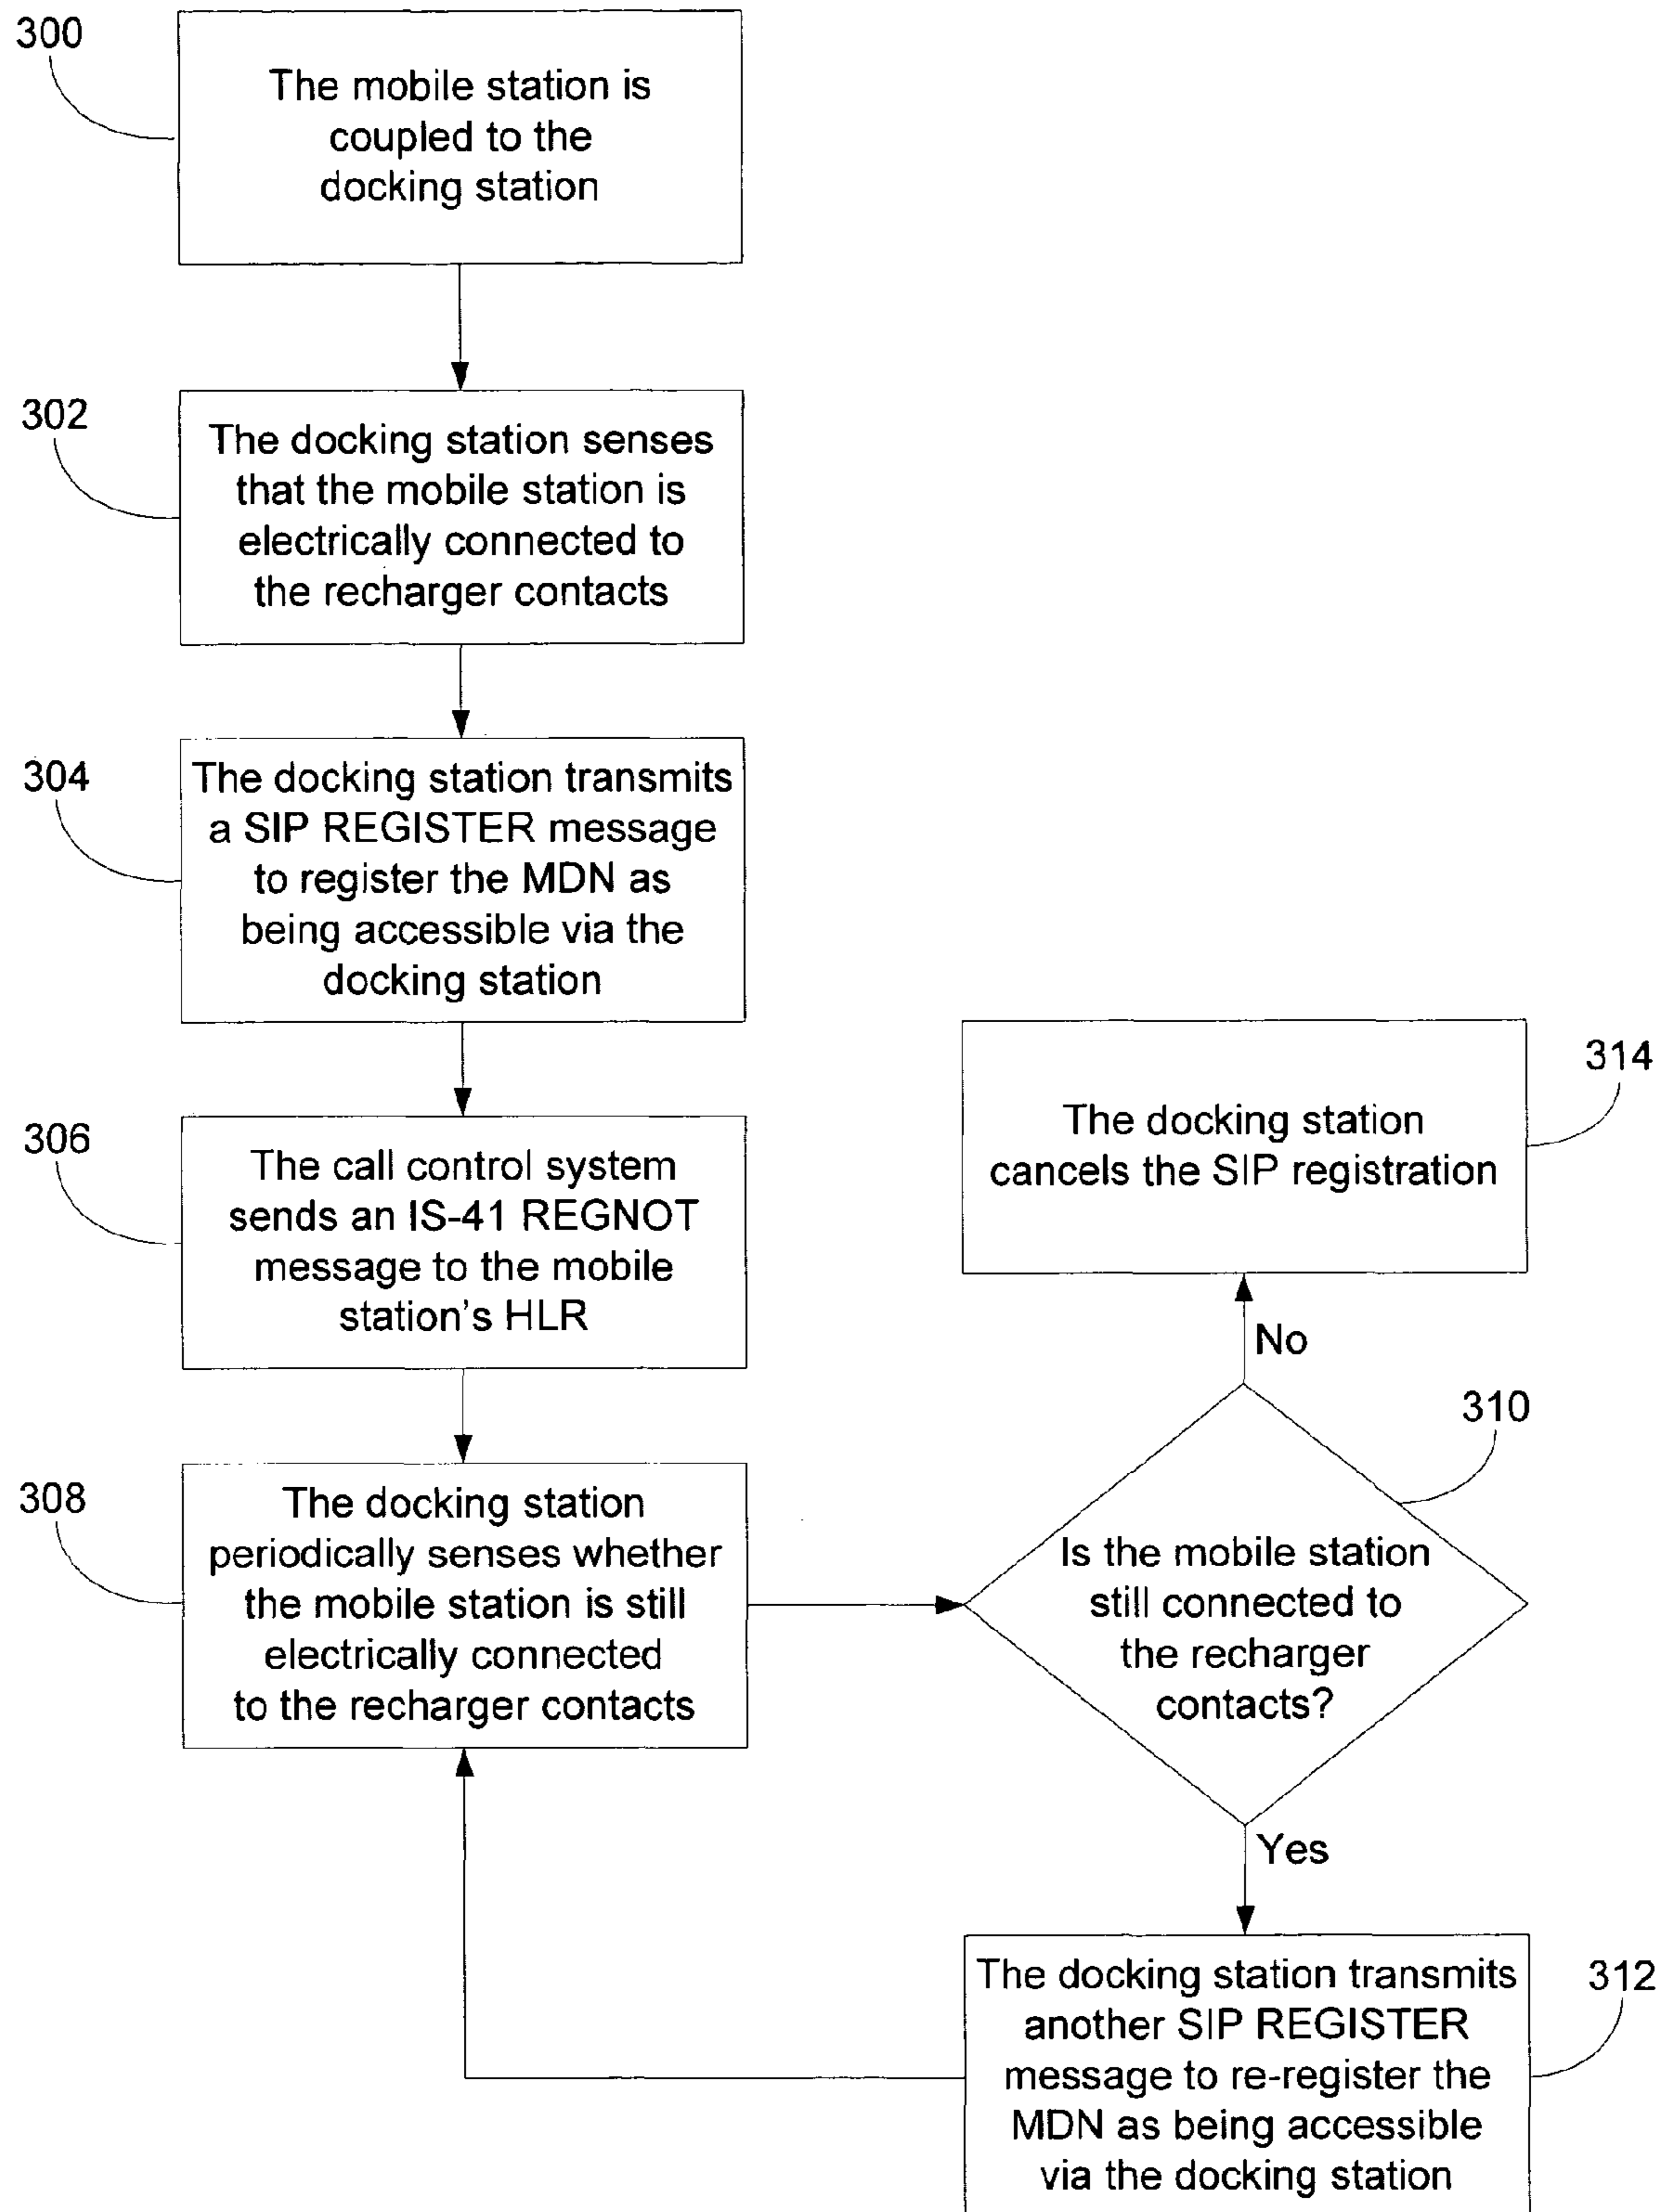 300
The mobile station is
coupled to the
docking station
302
The docking station senses
that the mobile station is
electrically connected to
the recharger contacts
304
The docking station transmits
a SIP REGISTER message
to register the MDN as
being accessible via the
docking station
306
The call control system
sends an IS-41 REGNOT
message to the mobile
station's HLR
308
The docking station
periodically senses whether
the mobile station is still
electrically connected
to the recharger contacts
310
Is the mobile station
still connected to
the recharger
contacts?
No
314
The docking station
cancels the SIP registration
Yes
312
The docking station transmits
another SIP REGISTER
message to re-register the
MDN as being accessible
via the docking station